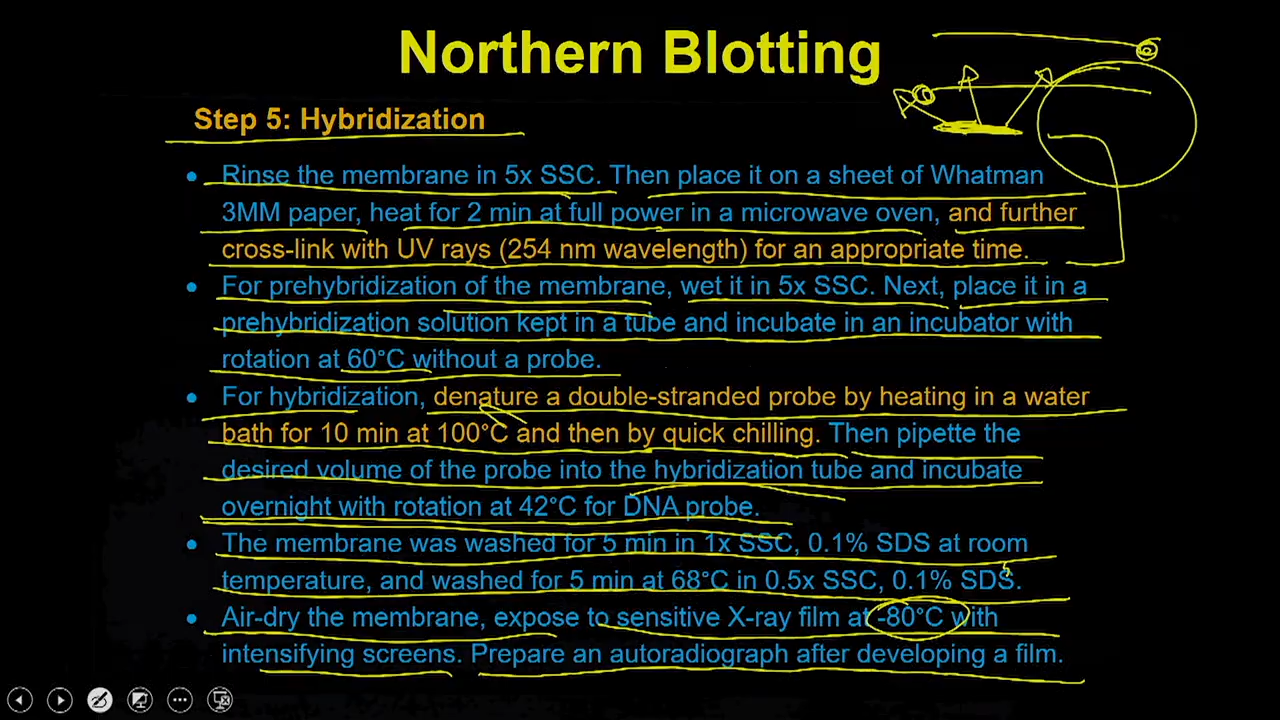 Northern Blotting
Step 5: Hybridization
• Rinse the membrane in 5x SSC. Then place it on a sheet of Whatman
3MM paper, heat for 2 min at full power in a microwave oven, and further
cross-link with UV rays (254 nm wavelength) for an appropriate time.
• For prehybridization of the membrane, wet it in 5x SSC. Next, place it in a
prehybridization solution kept in a tube and incubate in an incubator with
rotation at 60°C without a probe.
• For hybridization, denature a double-stranded probe by heating in a water
bath for 10 min at 100°C and then by quick chilling. Then pipette the
desired volume of the probe into the hybridization tube and incubate
overnight with rotation at 42°C for DNA probe.
• The membrane was washed for 5 min in 1x SSC, 0.1% SDS at room
temperature, and washed for 5 min at 68°C in 0.5x SSC, 0.1% SDS.
• Air-dry the membrane, expose to sensitive X-ray film at -80°C with
intensifying screens. Prepare an autoradiograph after developing a film.